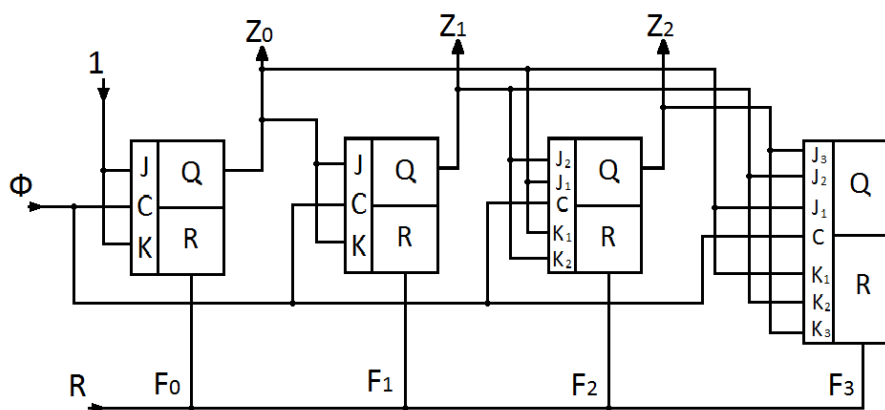 Z0 Z1 Z2
1
J Q
C
K R
J Q
C
K R
J2 Q
J1
C
K1 R
K2
J3 Q
J2
J1
C
K1 R
K2
K3
Φ
R F0 F1 F2 F3